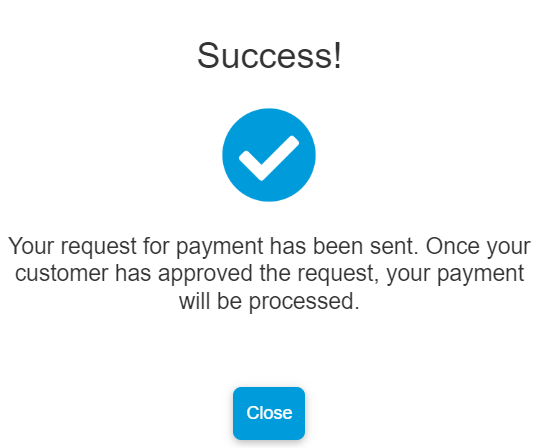 Success!
Your request for payment has been sent. Once your
customer has approved the request, your payment
will be processed.
Close